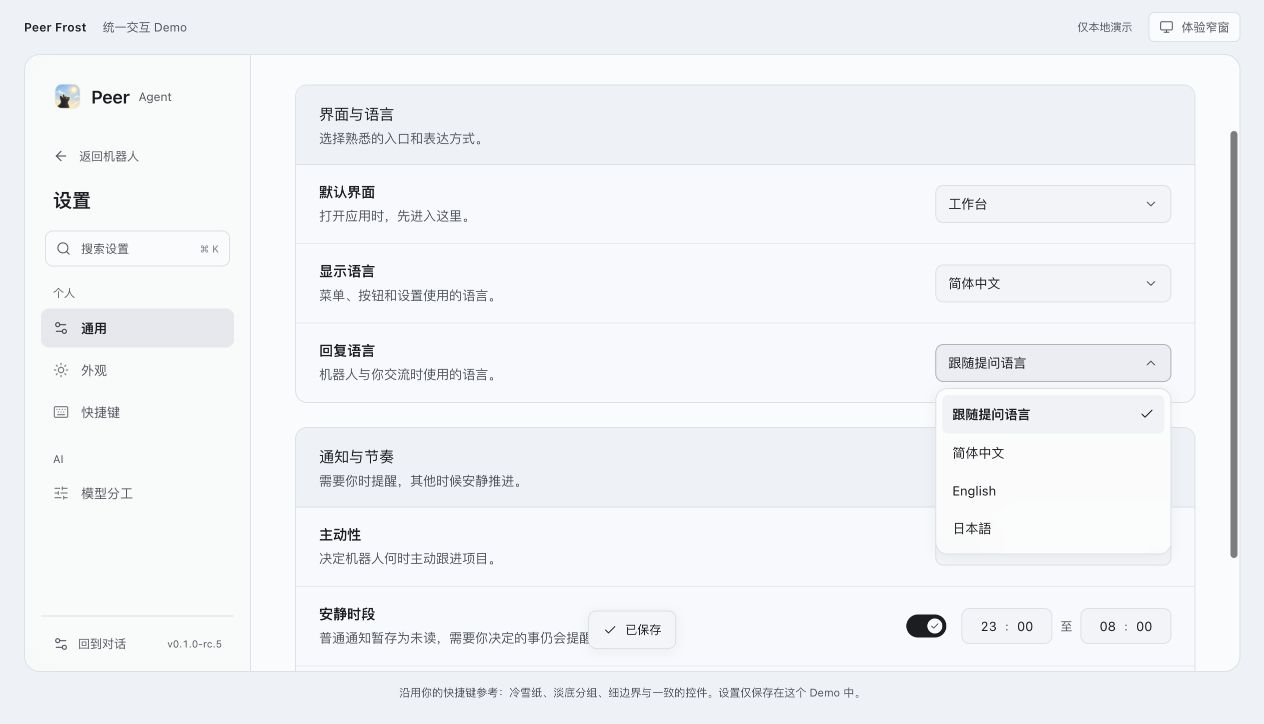 Peer Frost 统一交互 Demo
仅本地演示
体验窄窗
Peer Agent
返回机器人
设置
搜索设置 ⌘ K
个人
通用
外观
快捷键
AI
模型分工
回到对话 v0.1.0-rc.5
界面与语言
选择熟悉的入口和表达方式。
默认界面
打开应用时，先进入这里。
工作台
显示语言
菜单、按钮和设置使用的语言。
简体中文
回复语言
机器人与你交流时使用的语言。
跟随提问语言
跟随提问语言
简体中文
English
日本語
通知与节奏
需要你时提醒，其他时候安静推进。
主动性
决定机器人何时主动跟进项目。
安静时段
普通通知暂存为未读，需要你决定的事仍会提醒
23 : 00 至 08 : 00
已保存
沿用你的快捷键参考：冷雪纸、淡底分组、细边界与一致的控件。设置仅保存在这个 Demo 中。